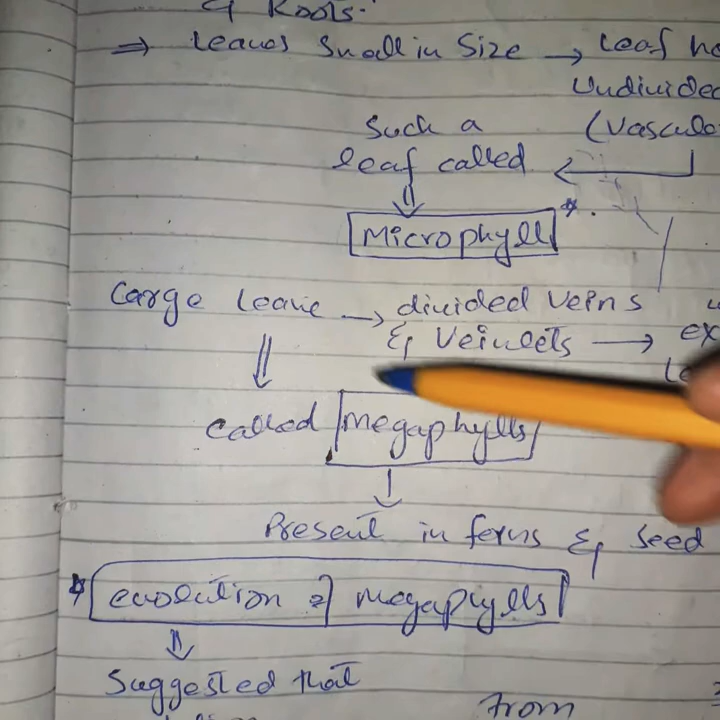 & Roots.
⇒ Leaves Small in Size → Leaf
Undivided
Such a (Vascula
leaf called ←
⇓
Microphyll *.
Large leave → divided veins
⇓ & Veinlets → ex
called megaphylls
↓
Present in ferns & Seed
* evolution of megaphylls
⇓
Suggested that
from